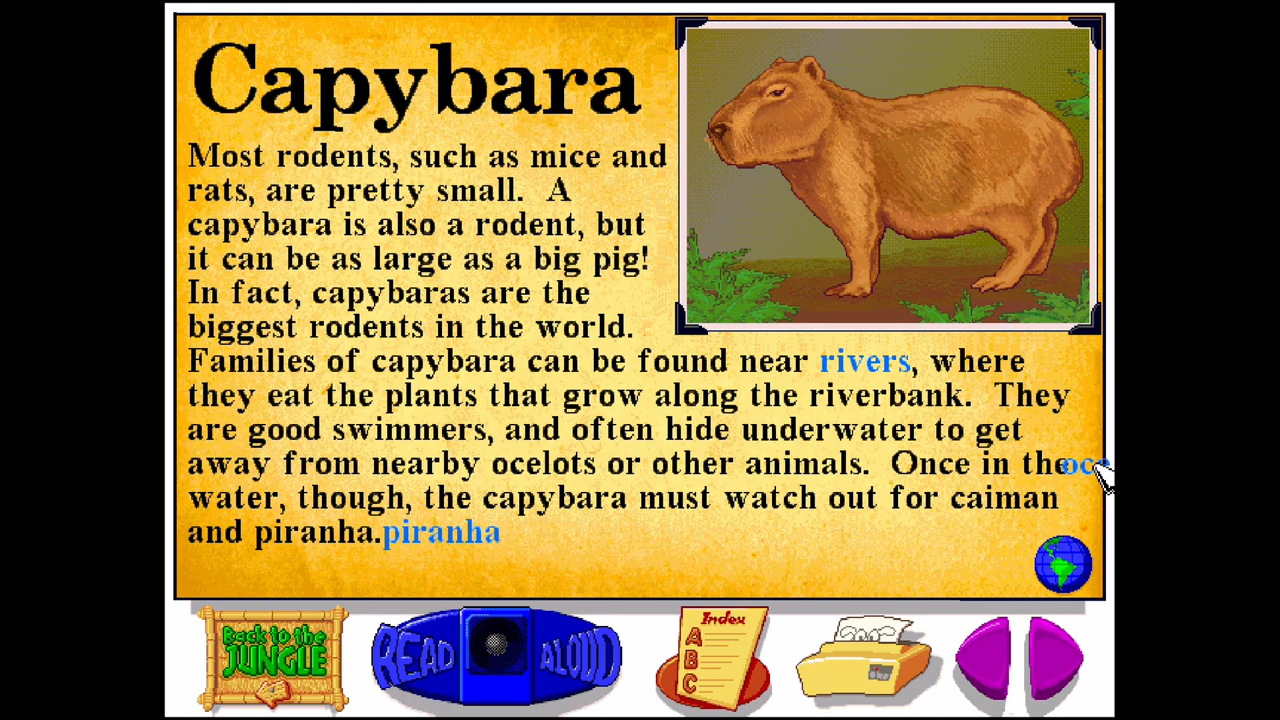 Capybara
Most rodents, such as mice and
rats, are pretty small. A
capybara is also a rodent, but
it can be as large as a big pig!
In fact, capybaras are the
biggest rodents in the world.
Families of capybara can be found near rivers, where
they eat the plants that grow along the riverbank. They
are good swimmers, and often hide underwater to get
away from nearby ocelots or other animals. Once in the
water, though, the capybara must watch out for caiman
and piranha.piranha
Back to the
JUNGLE
READ ALOUD
Index
A
B
C